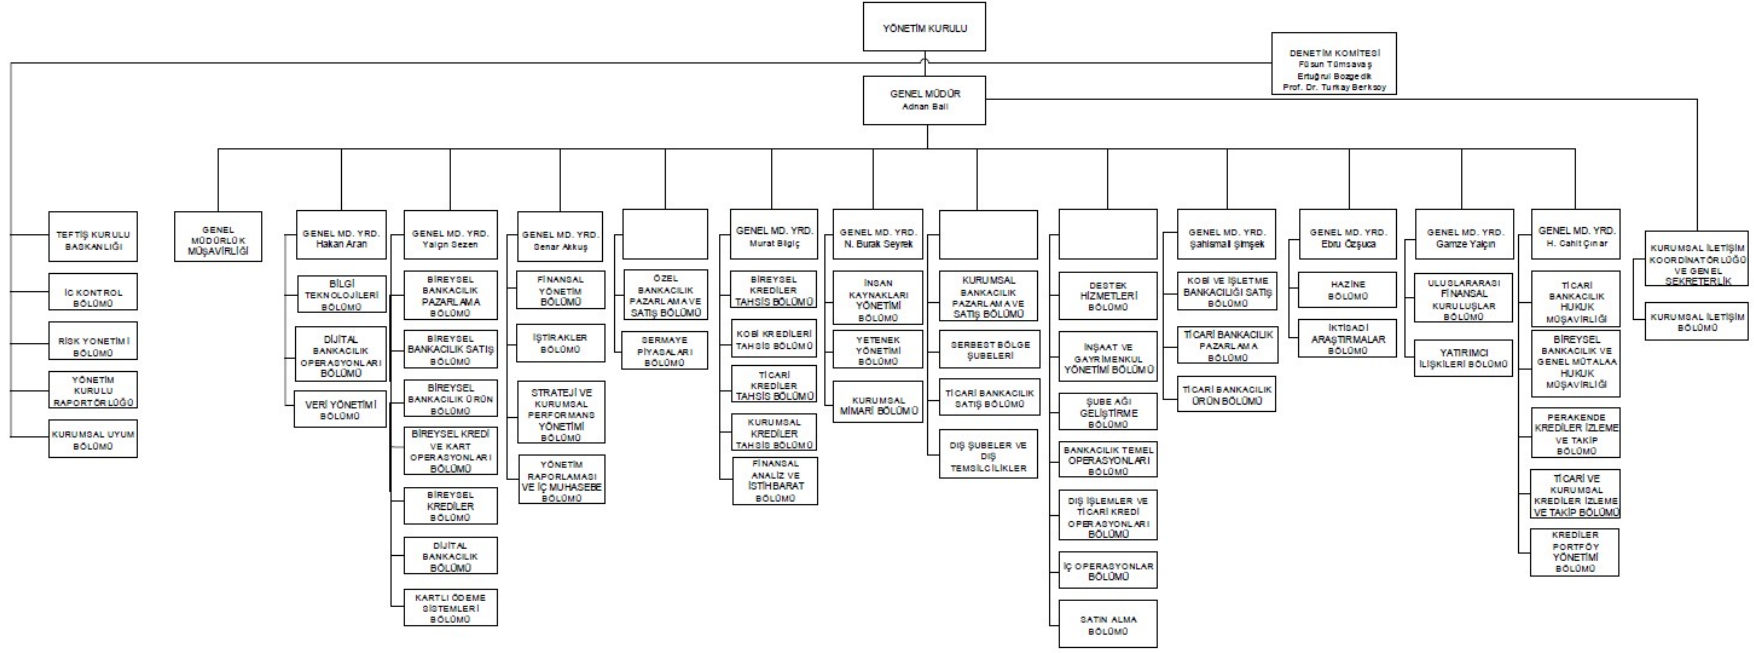 YÖNETİM KURULU
DENETİM KOMİTESİ
Füsun Tümsavaş
Ertuğrul Bozgedik
Prof. Dr. Turkay Berksoy
GENEL MÜDÜR
Adnan Bali
TEFTİŞ KURULU
BAŞKANLIĞI
İC KONTROL
BÖLÜMÜ
RİSK YONETİMİ
BÖLÜMÜ
YÖNETİM
KURULU
RAPORTÖRLÜĞÜ
KURUMSAL UYUM
BÖLÜMÜ
GENEL
MÜDÜRLÜK
MÜŞAVİRLİĞİ
GENEL MD. YRD.
Hakan Aran
BİLGİ
TEKNOLOJİLERİ
BÖLÜMÜ
DİJİTAL
BANKACILIK
OPERASYONLARI
BÖLÜMÜ
VERİ YÖNETİMİ
BÖLÜMÜ
GENEL MD. YRD.
Yalçın Sezen
BİREYSEL
BANKACILIK
PAZARLAMA
BÖLÜMÜ
BİREYSEL
BANKACILIK SATIŞ
BÖLÜMÜ
BİREYSEL
BANKACILIK ÜRÜN
BÖLÜMÜ
BİREYSEL KREDİ
VE KART
OPERASYONLARI
BÖLÜMÜ
BİREYSEL
KREDİLER
BÖLÜMÜ
DİJİTAL
BANKACILIK
BÖLÜMÜ
KARTLI ÖDEME
SİSTEMLERİ
BÖLÜMÜ
GENEL MD. YRD.
Senar Akkuş
FİNANSAL
YÖNETİM
BÖLÜMÜ
İŞTİRAKLER
BÖLÜMÜ
STRATEJİ VE
KURUMSAL
PERFORMANS
YÖNETİMİ
BÖLÜMÜ
YÖNETİM
RAPORLAMASI
VE İÇ MUHASEBE
BÖLÜMÜ
ÖZEL
BANKACILIK
PAZARLAMA VE
SATIŞ BÖLÜMÜ
SERMAYE
PİYASALARI
BÖLÜMÜ
GENEL MD. YRD.
Murat Bilgiç
BİREYSEL
KREDİLER
TAHSİS BÖLÜMÜ
KOBİ KREDİLERİ
TAHSİS BÖLÜMÜ
TİCARİ
KREDİLER
TAHSİS BÖLÜMÜ
KURUMSAL
KREDİLER
TAHSİS BÖLÜMÜ
FİNANSAL
ANALİZ VE
İSTİHBARAT
BÖLÜMÜ
GENEL MD. YRD.
N. Burak Seyrek
İNSAN
KAYNAKLARI
YÖNETİMİ
BÖLÜMÜ
YETENEK
YÖNETİMİ
BÖLÜMÜ
KURUMSAL
MİMARİ BÖLÜMÜ
KURUMSAL
BANKACILIK
PAZARLAMA VE
SATIŞ BÖLÜMÜ
SERBEST BÖLGE
ŞUBELERİ
TİCARİ BANKACILIK
SATIŞ BÖLÜMÜ
DIŞ ŞUBELER VE
DIŞ
TEMSİLCİLİKLER
DESTEK
HİZMETLERİ
BÖLÜMÜ
İNŞAAT VE
GAYRİMENKUL
YÖNETİMİ BÖLÜMÜ
ŞUBE AĞI
GELİŞTİRME
BÖLÜMÜ
BANKACILIK TEMEL
OPERASYONLARI
BÖLÜMÜ
DIŞ İŞLEMLER VE
TİCARİ KREDİ
OPERASYONLARI
BÖLÜMÜ
İÇ OPERASYONLAR
BÖLÜMÜ
SATIN ALMA
BÖLÜMÜ
GENEL MD. YRD.
Şahismail Şimşek
KOBİ VE İŞLETME
BANKACILIĞI SATIŞ
BÖLÜMÜ
TİCARİ BANKACILIK
PAZARLAMA
BÖLÜMÜ
TİCARİ BANKACILIK
ÜRÜN BÖLÜMÜ
GENEL MD. YRD.
Ebru Özşuca
HAZİNE
BÖLÜMÜ
İKTİSADİ
ARAŞTIRMALAR
BÖLÜMÜ
GENEL MD. YRD.
Gamze Yalçın
ULUSLARARASI
FİNANSAL
KURULUŞLAR
BÖLÜMÜ
YATIRIMCI
İLİŞKİLERİ BÖLÜMÜ
GENEL MD. YRD.
H. Cahit Çınar
TİCARİ
BANKACILIK
HUKUK
MÜŞAVİRLİĞİ
BİREYSEL
BANKACILIK VE
GENEL MÜTALAA
HUKUK
MÜŞAVİRLİĞİ
PERAKENDE
KREDİLER İZLEME
VE TAKİP
BÖLÜMÜ
TİCARİ VE
KURUMSAL
KREDİLER İZLEME
VE TAKİP BÖLÜMÜ
KREDİLER
PORTFÖY
YÖNETİMİ
BÖLÜMÜ
KURUMSAL İLETİŞİM
KOORDİNATÖRLÜĞÜ
VE GENEL
SEKRETERLİK
KURUMSAL İLETİŞİM
BÖLÜMÜ